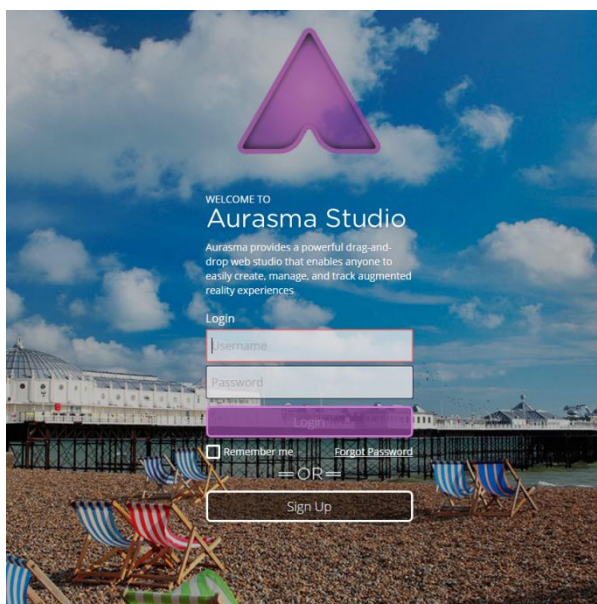 WELCOME TO
Aurasma Studio
Aurasma provides a powerful drag-and-
drop web studio that enables anyone to
easily create, manage, and track augmented
reality experiences.
Login
Username
Password
Login
Remember me
Forgot Password
OR
Sign Up